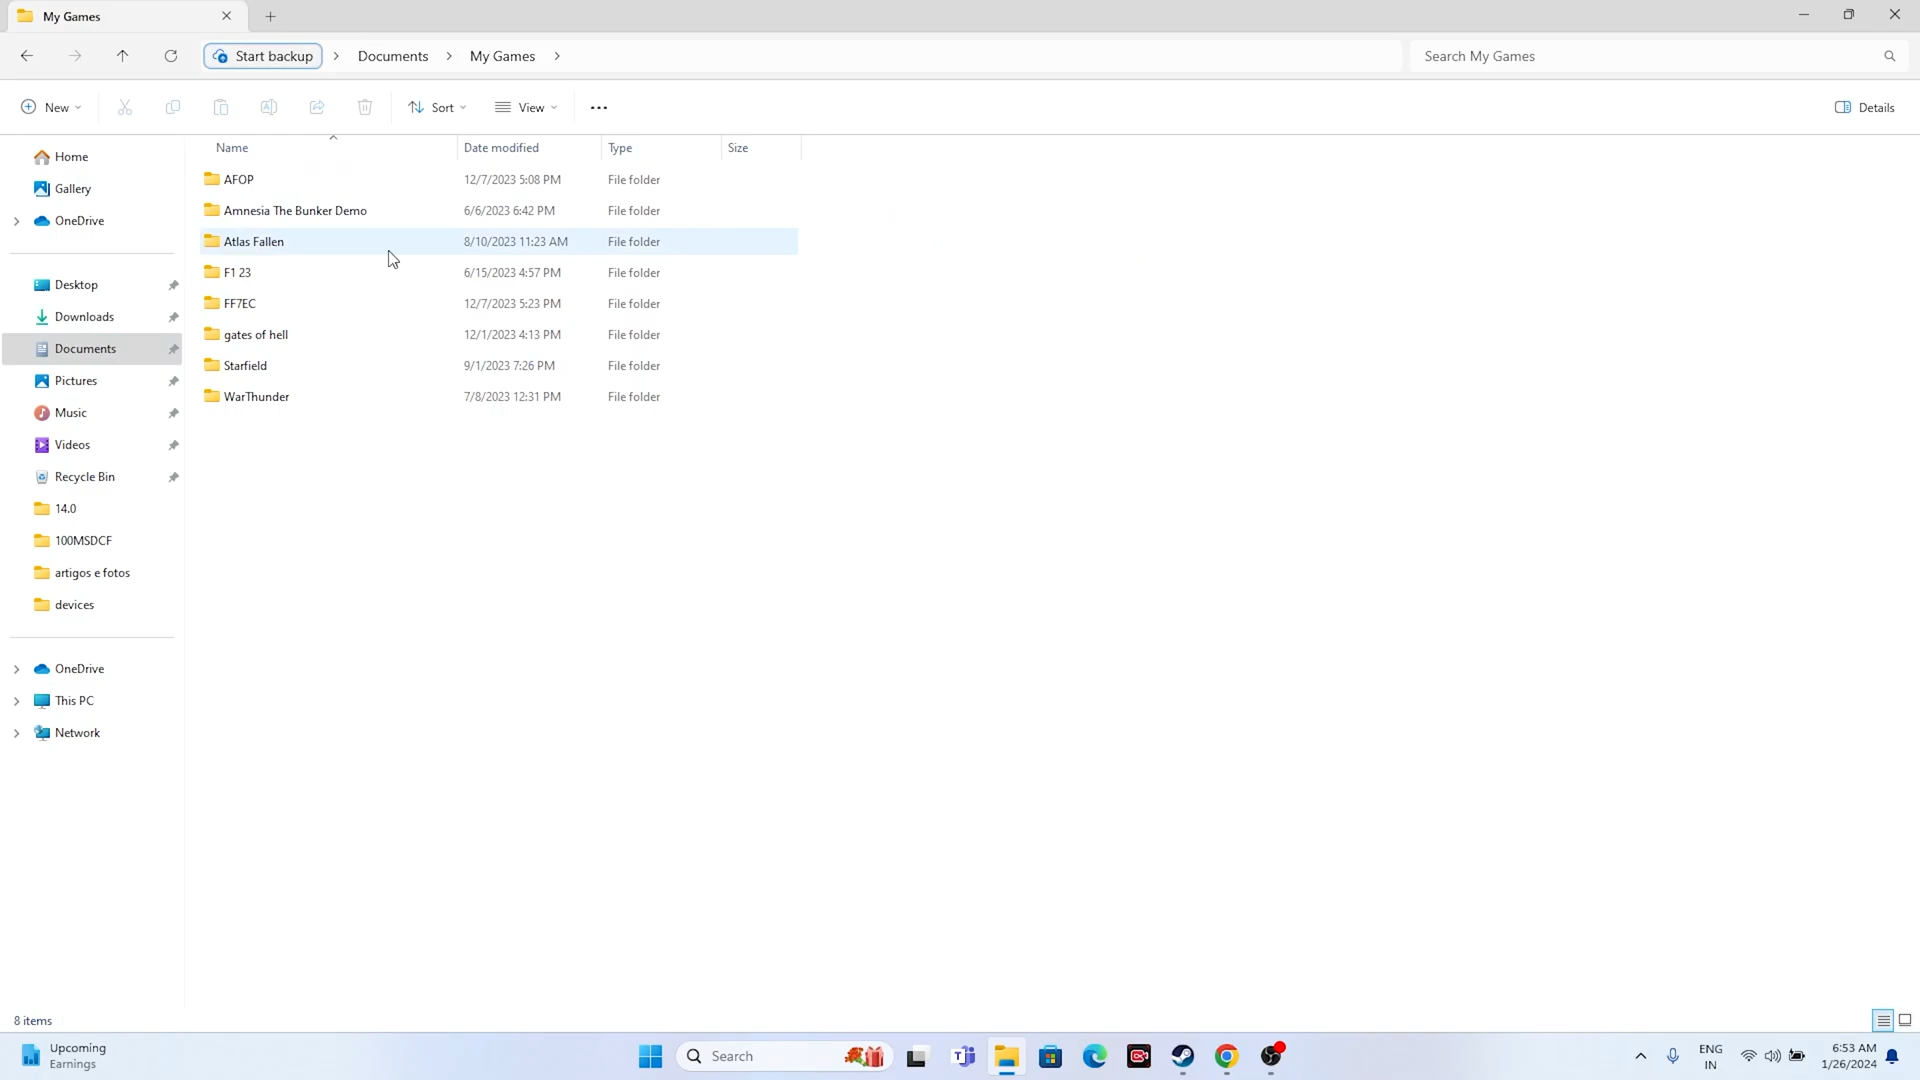 My Games
Start backup
Documents
My Games
Search My Games
New
Sort
View
Details
Name
Date modified
Type
Size
AFOP 12/7/2023 5:08 PM File folder
Amnesia The Bunker Demo 6/6/2023 6:42 PM File folder
Atlas Fallen 8/10/2023 11:23 AM File folder
F1 23 6/15/2023 4:57 PM File folder
FF7EC 12/7/2023 5:23 PM File folder
gates of hell 12/1/2023 4:13 PM File folder
Starfield 9/1/2023 7:26 PM File folder
WarThunder 7/8/2023 12:31 PM File folder
Home
Gallery
OneDrive
Desktop
Downloads
Documents
Pictures
Music
Videos
Recycle Bin
14.0
100MSDCF
artigos e fotos
devices
OneDrive
This PC
Network
8 items
Upcoming
Earnings
Search
ENG
IN
6:53 AM
1/26/2024